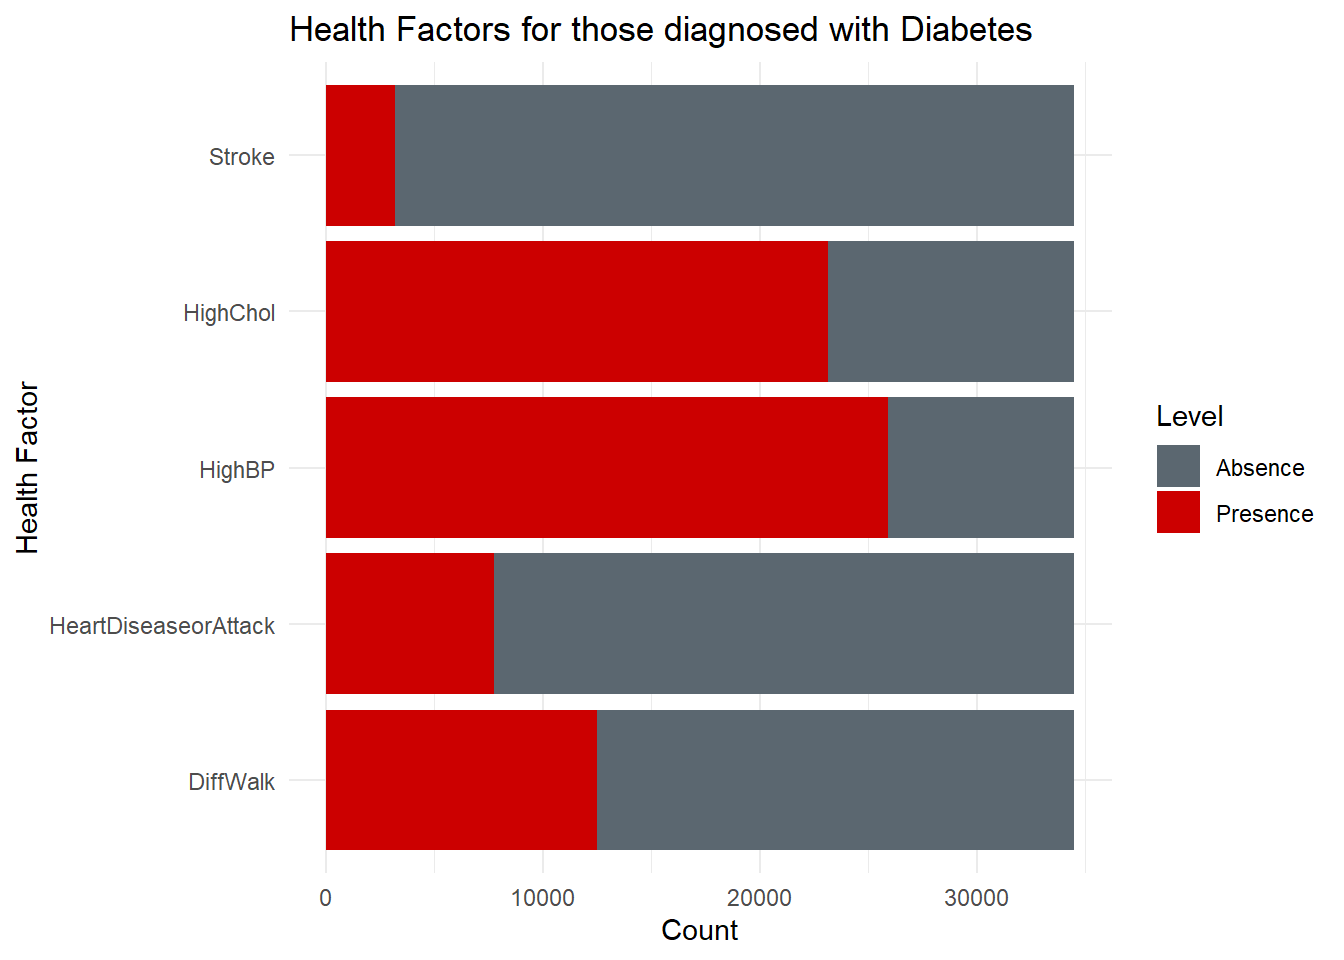 Health Factors for those diagnosed with Diabetes
Stroke
HighChol
HighBP
HeartDiseaseorAttack
DiffWalk
Health Factor
0 10000 20000 30000
Count
Level
Absence
Presence